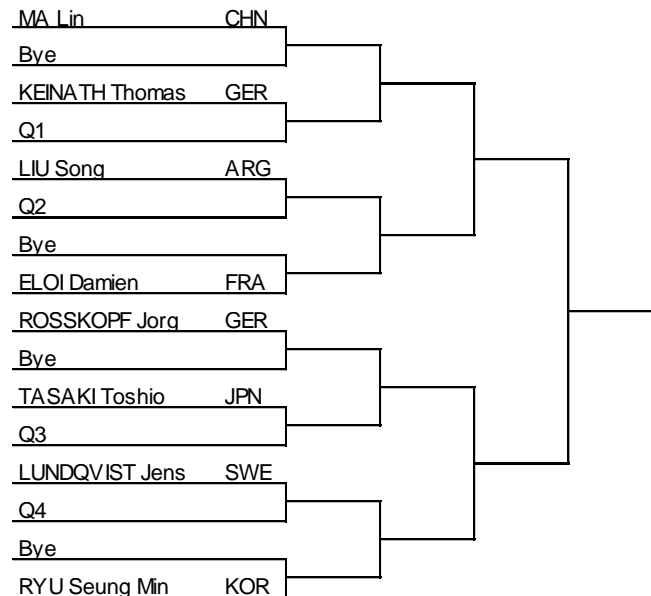 MA Lin CHN
Bye
KEINATH Thomas GER
Q1
LIU Song ARG
Q2
Bye
ELOI Damien FRA
ROSSKOPF Jorg GER
Bye
TASAKI Toshio JPN
Q3
LUNDQVIST Jens SWE
Q4
Bye
RYU Seung Min KOR